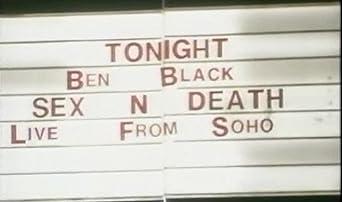 TONIGHT
BEN BLACK
SEX N DEATH
LIVE FROM SOHO